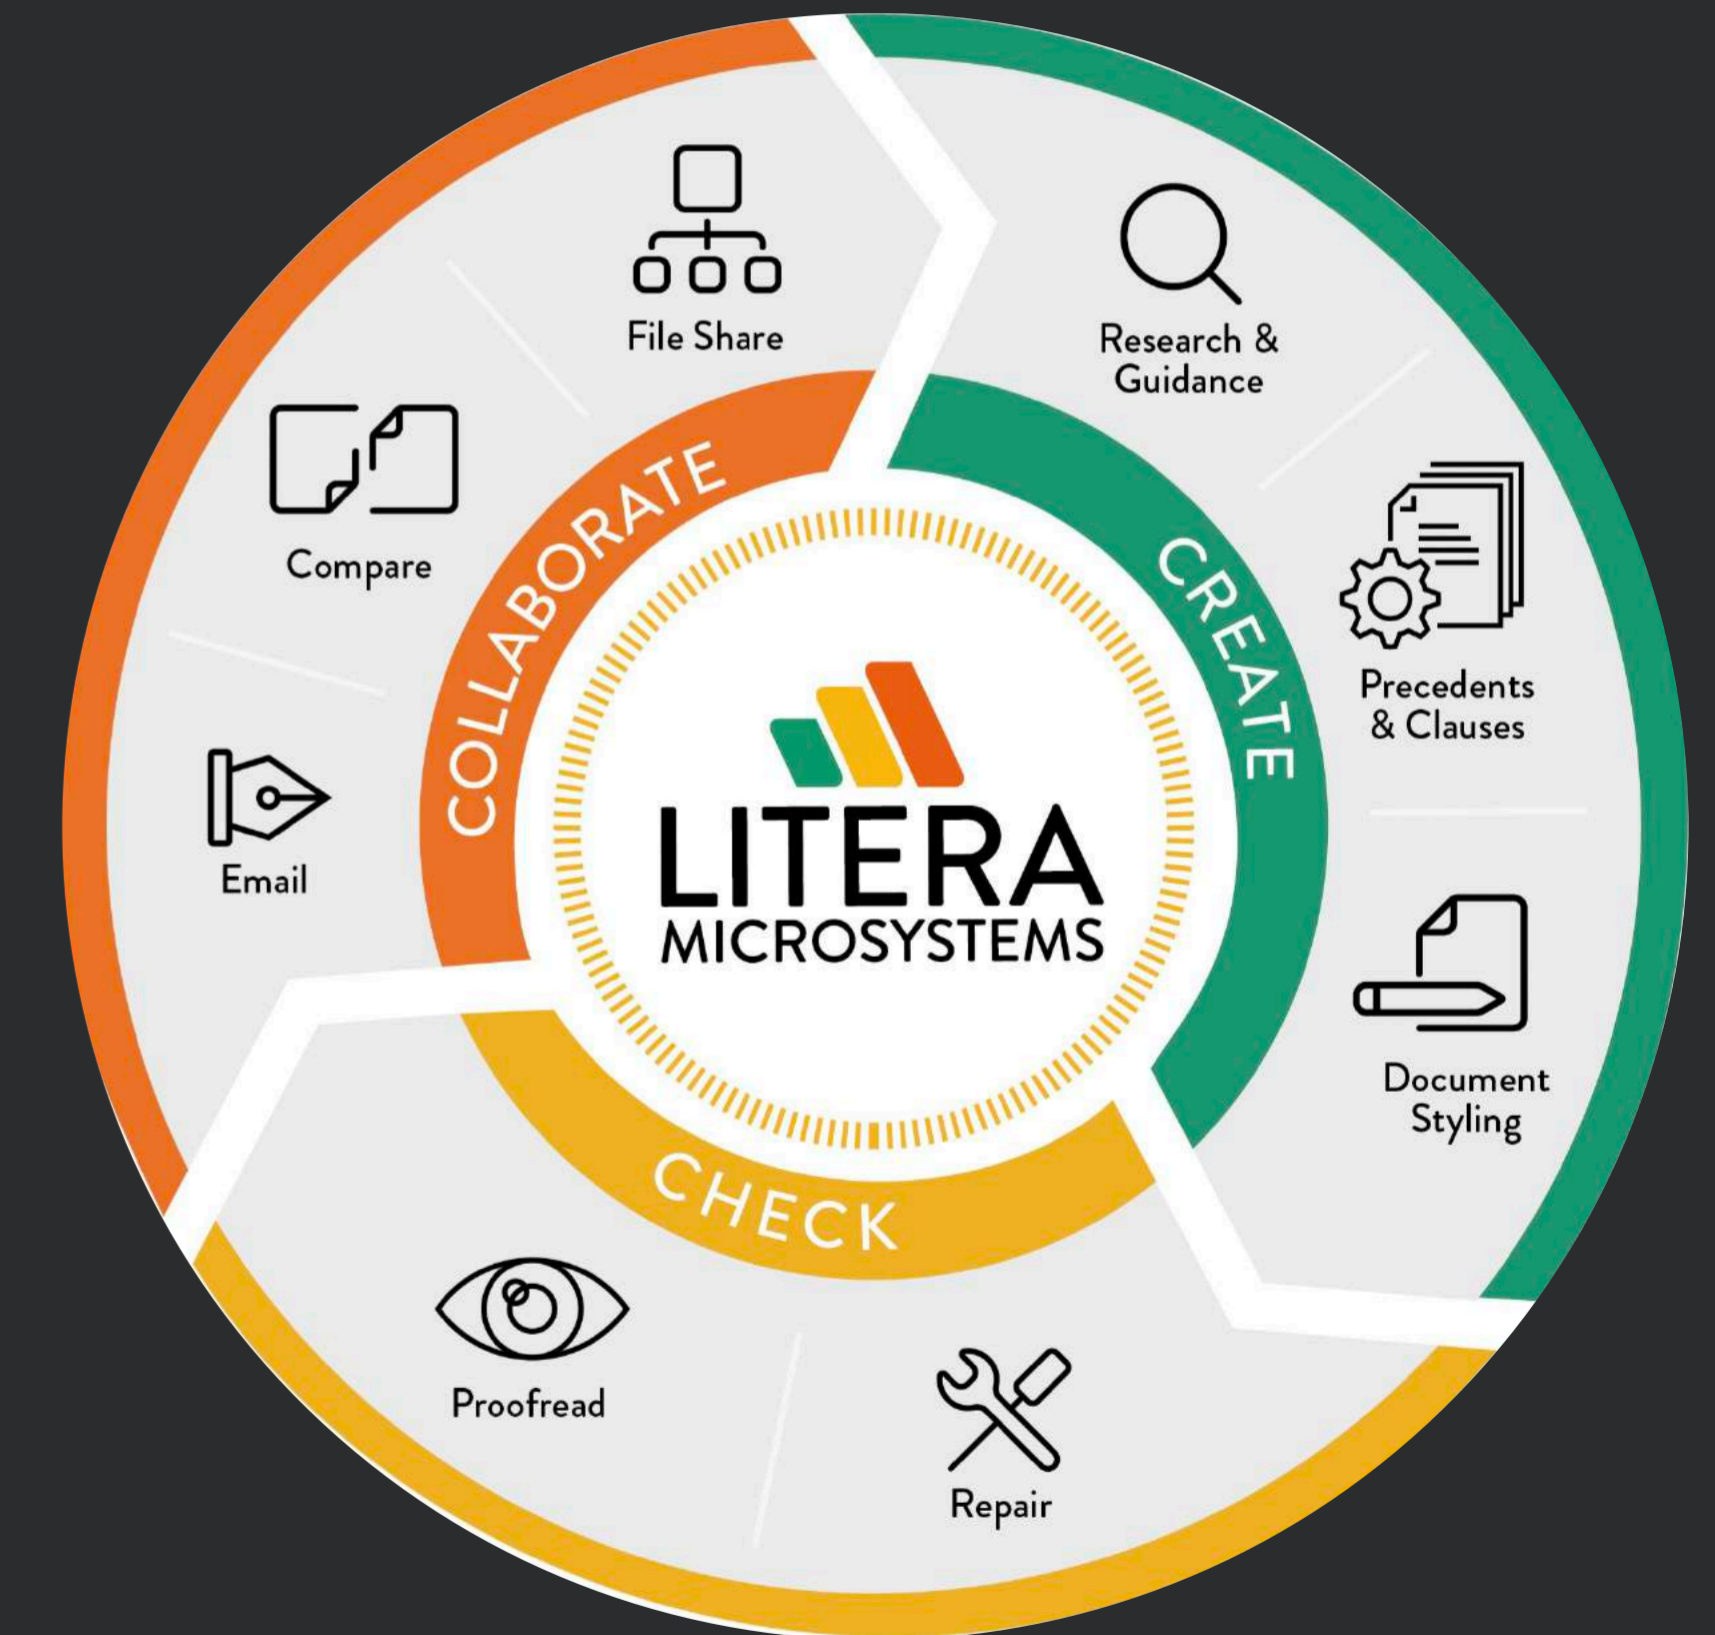 File Share
Research &
Guidance
COLLABORATE
Compare
CREATE
Precedents
& Clauses
LITERA
MICROSYSTEMS
Email
Document
Styling
CHECK
Proofread
Repair